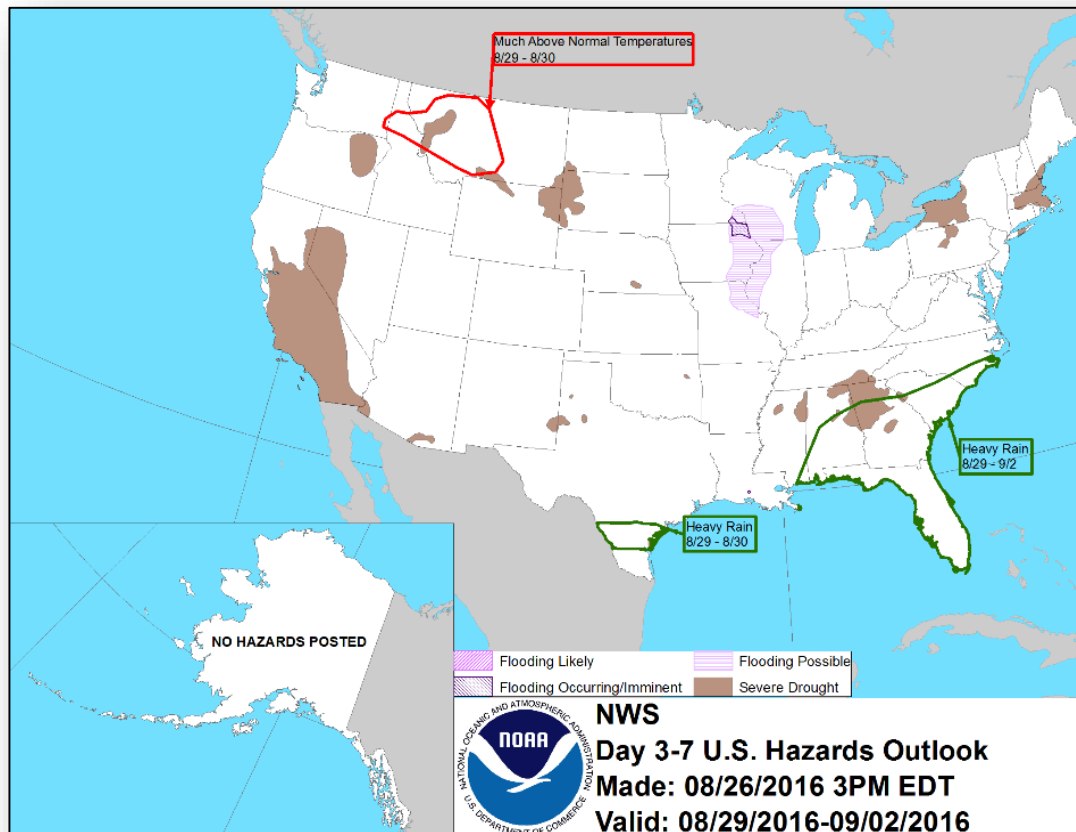 Much Above Normal Temperatures
8/29 - 8/30
Heavy Rain
8/29 - 9/2
Heavy Rain
8/29 - 8/30
NO HAZARDS POSTED
Flooding Likely
Flooding Possible
Flooding Occurring/Imminent
Severe Drought
NATIONAL OCEANIC AND ATMOSPHERIC ADMINISTRATION
NOAA
U.S. DEPARTMENT OF COMMERCE
NWS
Day 3-7 U.S. Hazards Outlook
Made: 08/26/2016 3PM EDT
Valid: 08/29/2016-09/02/2016